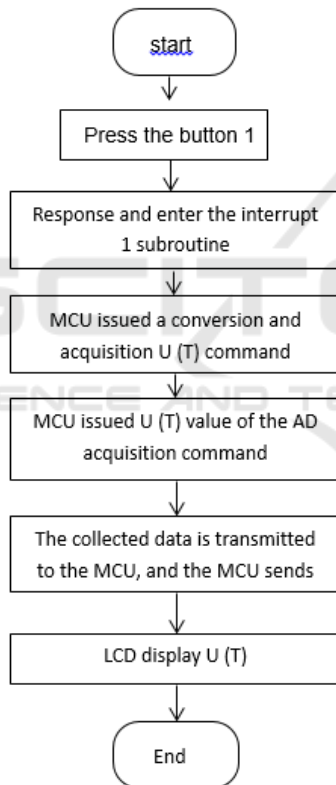 start
Press the button 1
Response and enter the interrupt
1 subroutine
MCU issued a conversion and
acquisition U (T) command
MCU issued U (T) value of the AD
acquisition command
The collected data is transmitted
to the MCU, and the MCU sends
LCD display U (T)
End